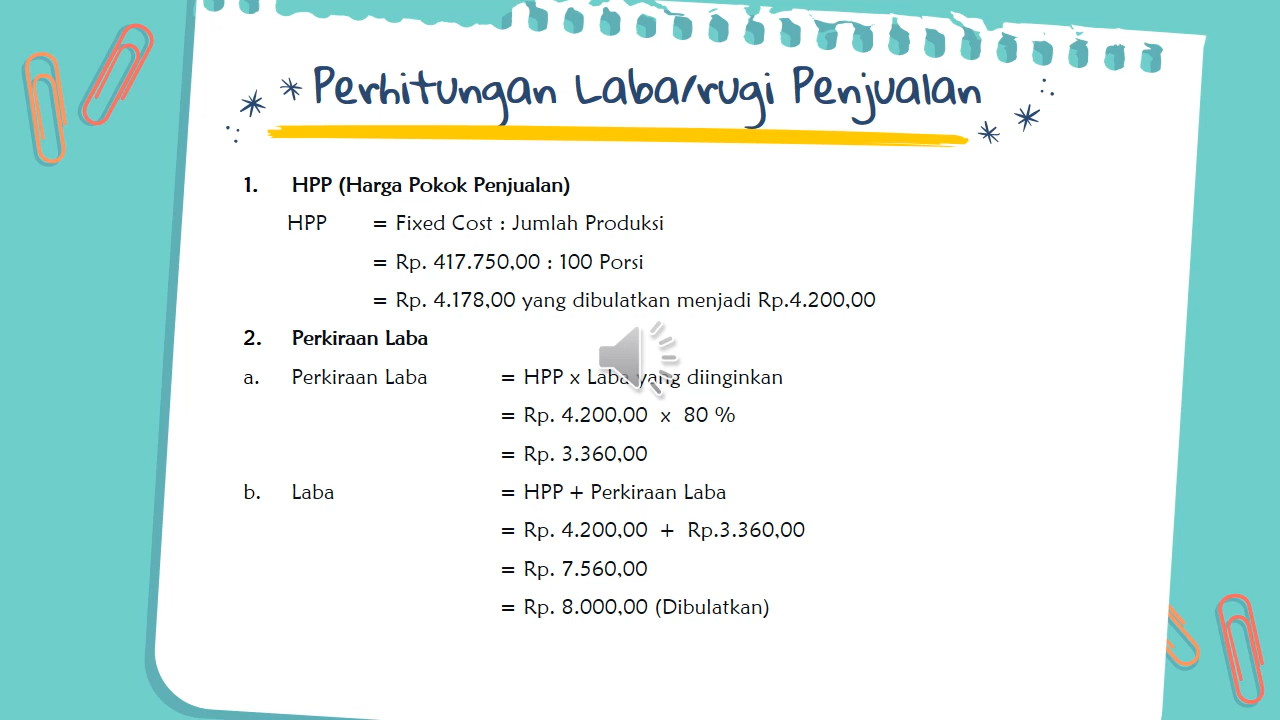 Perhitungan Laba/rugi Penjualan
1. HPP (Harga Pokok Penjualan)
HPP = Fixed Cost : Jumlah Produksi
= Rp. 417.750,00 : 100 Porsi
= Rp. 4.178,00 yang dibulatkan menjadi Rp.4.200,00
2. Perkiraan Laba
a. Perkiraan Laba = HPP x Laba yang diinginkan
= Rp. 4.200,00 x 80 %
= Rp. 3.360,00
b. Laba = HPP + Perkiraan Laba
= Rp. 4.200,00 + Rp.3.360,00
= Rp. 7.560,00
= Rp. 8.000,00 (Dibulatkan)